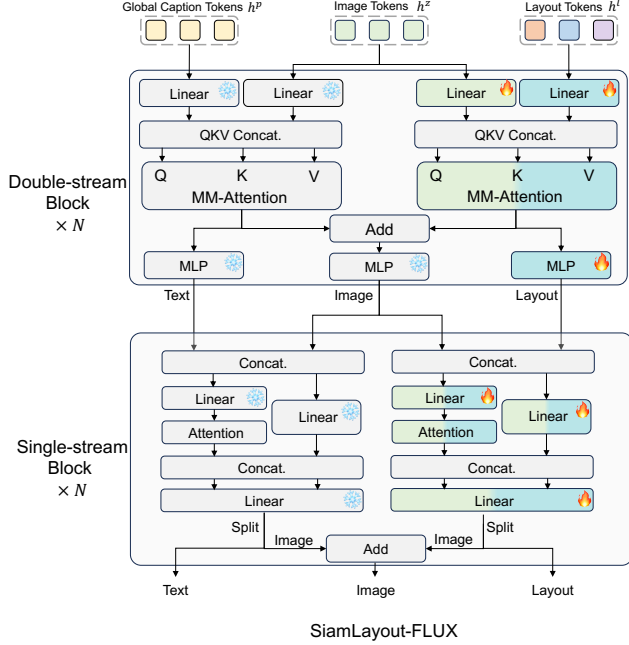 Global Caption Tokens h^p
Image Tokens h^z
Layout Tokens h^l
Linear
Linear
Linear
Linear
QKV Concat.
QKV Concat.
Q K V
MM-Attention
Q K V
MM-Attention
Double-stream
Block
× N
Add
MLP
MLP
MLP
Text
Image
Layout
Concat.
Concat.
Linear
Linear
Attention
Linear
Linear
Attention
Concat.
Concat.
Linear
Linear
Single-stream
Block
× N
Split
Image
Add
Image
Split
Text
Image
Layout
SiamLayout-FLUX